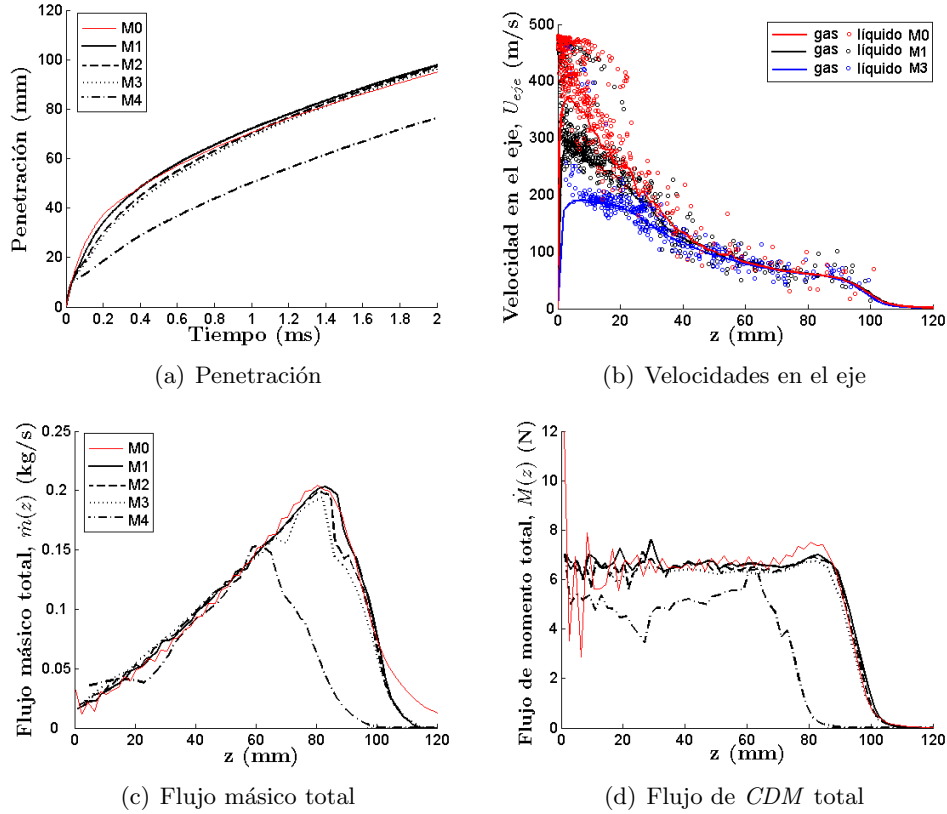 M0
M1
M2
M3
M4
120
100
80
60
40
20
0
Penetración (mm)
0 0.2 0.4 0.6 0.8 1 1.2 1.4 1.6 1.8 2
Tiempo (ms)
(a) Penetración
gas líquido M0
gas líquido M1
gas líquido M3
500
400
300
200
100
0
Velocidad en el eje, U_eje (m/s)
0 20 40 60 80 100 120
z (mm)
(b) Velocidades en el eje
M0
M1
M2
M3
M4
0.25
0.2
0.15
0.1
0.05
0
Flujo másico total, ṁ(z) (kg/s)
0 20 40 60 80 100 120
z (mm)
(c) Flujo másico total
12
10
8
6
4
2
0
Flujo de momento total, Ṁ(z) (N)
0 20 40 60 80 100 120
z (mm)
(d) Flujo de CDM total